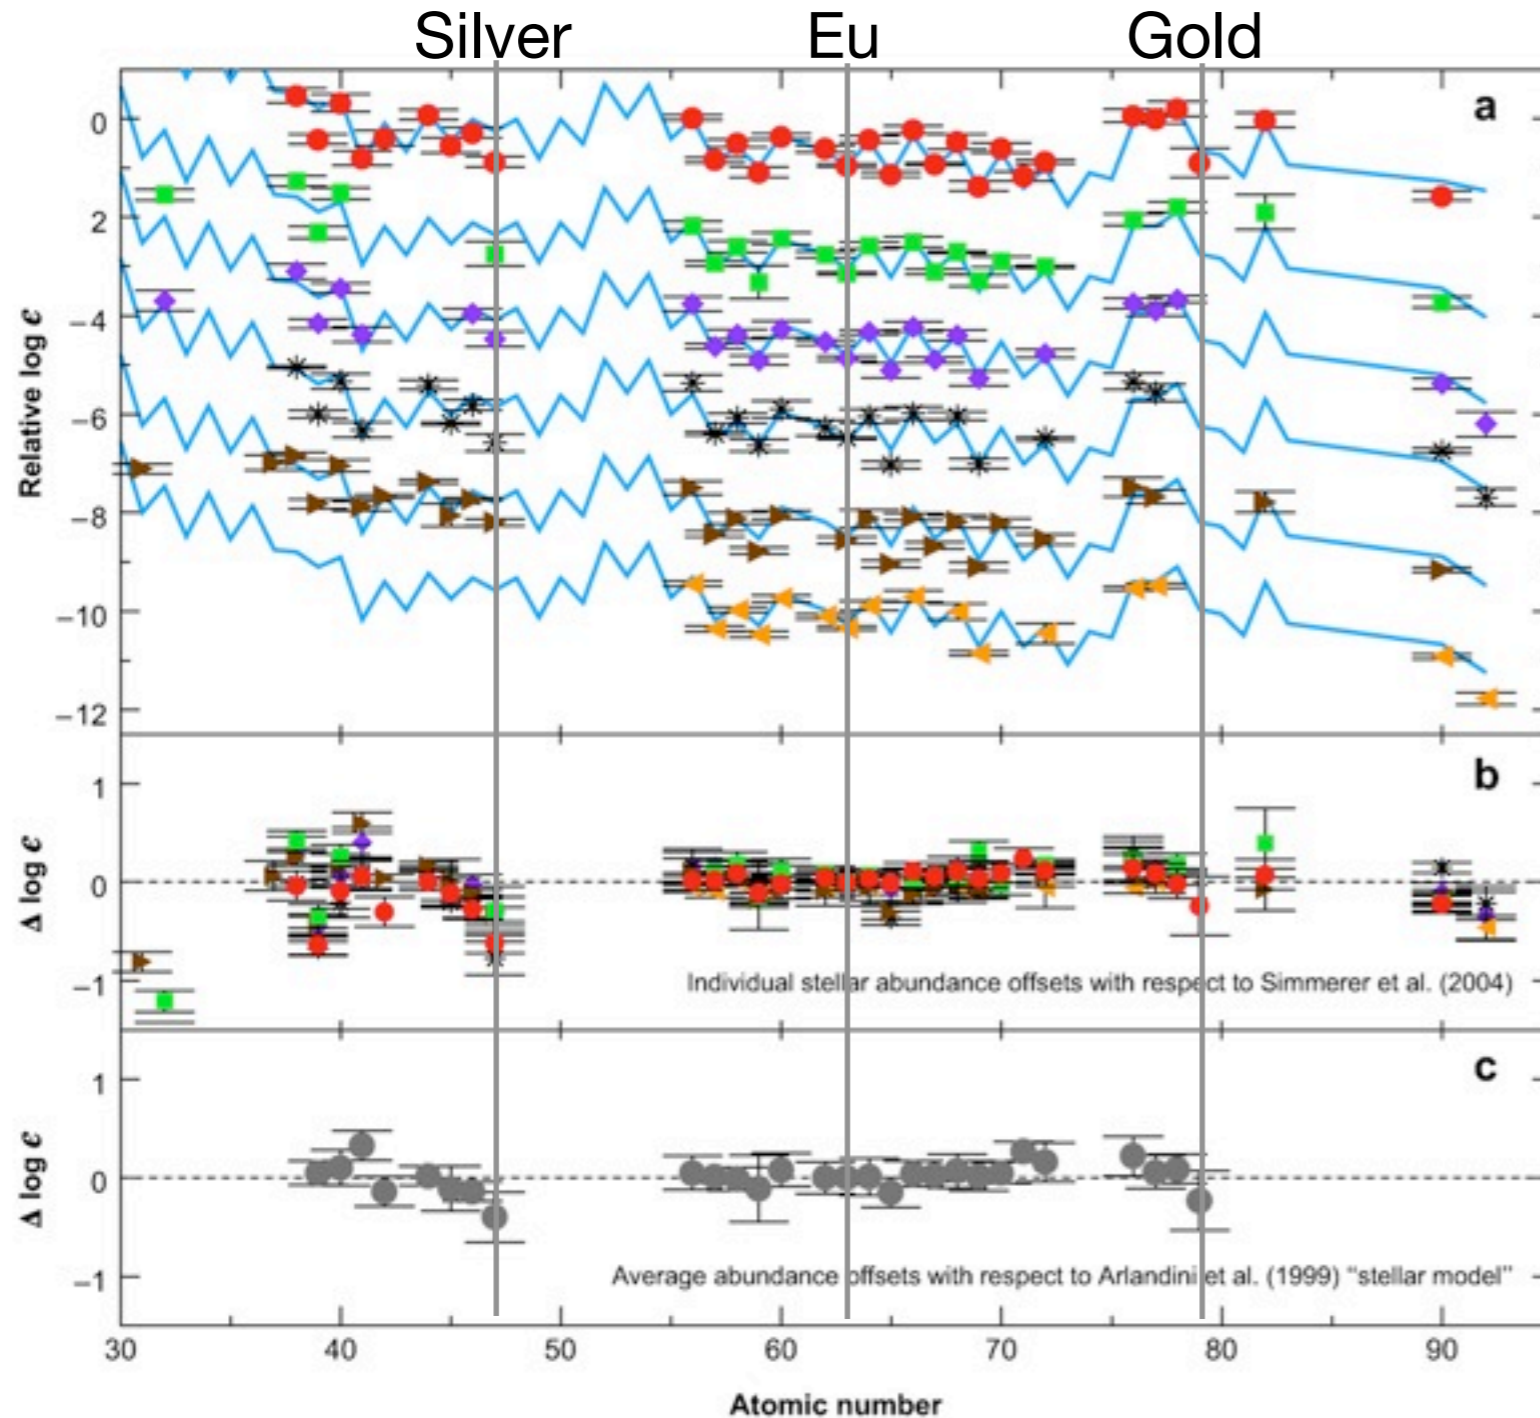 Silver Eu Gold
a
0
2
−4
−6
−8
−10
−12
Relative log ε
b
1
0
−1
Δ log ε
Individual stellar abundance offsets with respect to Simmerer et al. (2004)
c
1
0
−1
Δ log ε
Average abundance offsets with respect to Arlandini et al. (1999) “stellar model”
30 40 50 60 70 80 90
Atomic number